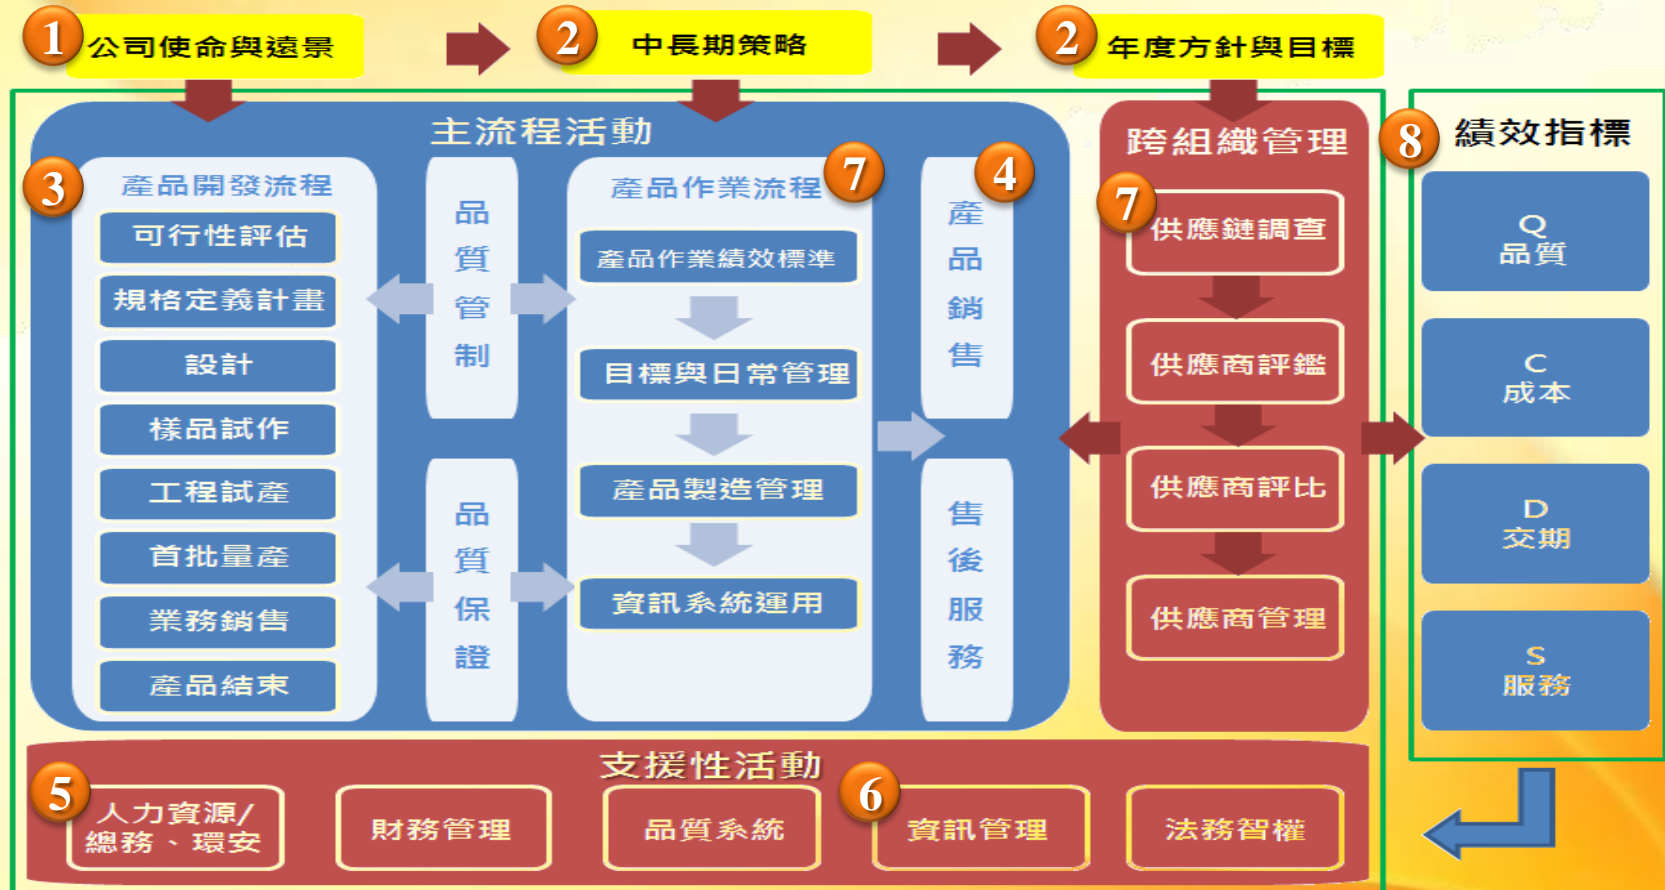 1 公司使命與遠景
2 中長期策略
2 年度方針與目標
主流程活動
3 產品開發流程
可行性評估
規格定義計畫
設計
樣品試作
工程試產
首批量產
業務銷售
產品結束
品質管制
品質保證
產品作業流程 7
產品作業績效標準
目標與日常管理
產品製造管理
資訊系統運用
4
產品銷售
售後服務
跨組織管理
7
供應鏈調查
供應商評鑑
供應商評比
供應商管理
8 績效指標
Q
品質
C
成本
D
交期
S
服務
支援性活動
5
人力資源/
總務、環安
財務管理
品質系統
6
資訊管理
法務智權